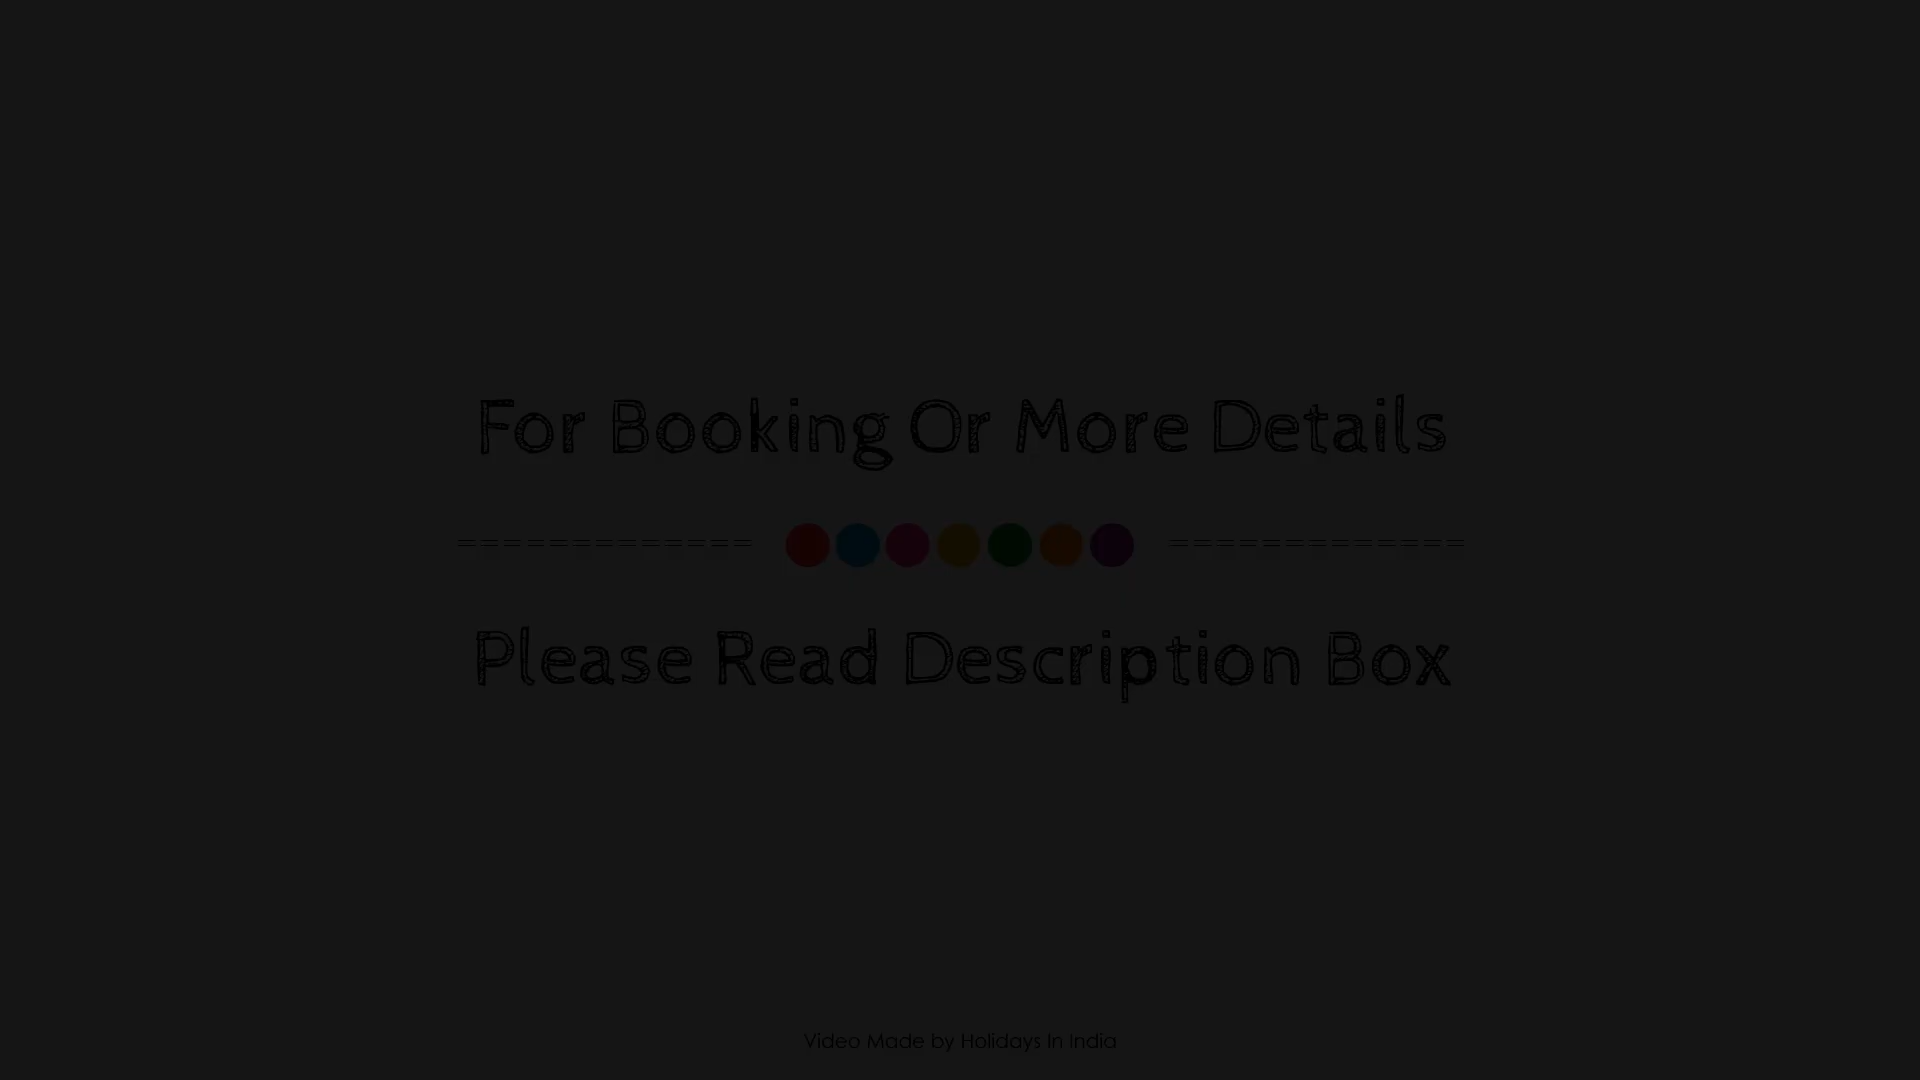 For Booking Or More Details
============= =============
Please Read Description Box
Video Made by Holidays In India